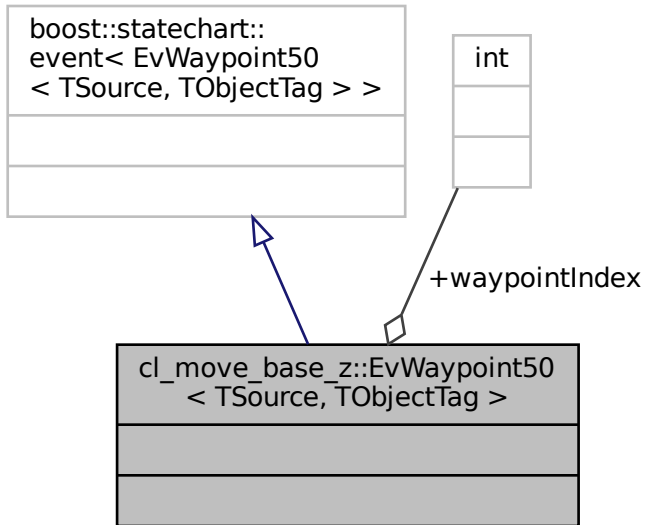 boost::statechart::
event< EvWaypoint50
< TSource, TObjectTag > >
int
+waypointIndex
cl_move_base_z::EvWaypoint50
< TSource, TObjectTag >